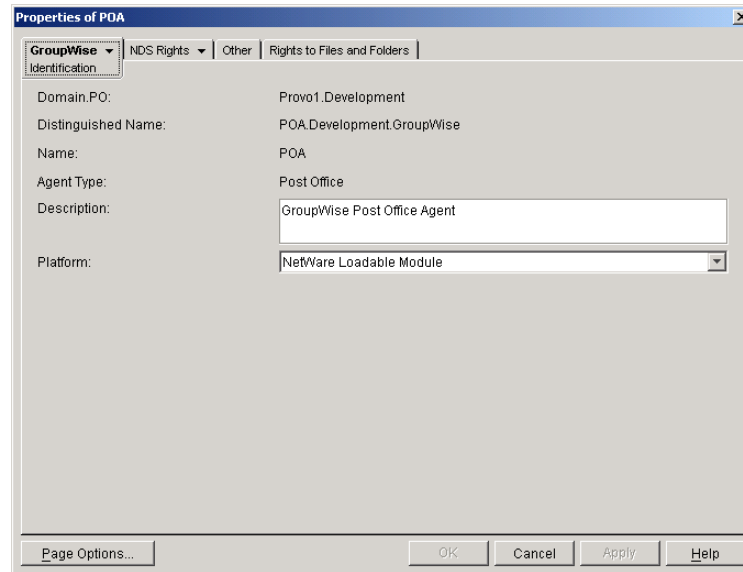 Properties of POA
GroupWise NDS Rights Other Rights to Files and Folders
Identification
Domain.PO: Provo1.Development
Distinguished Name: POA.Development.GroupWise
Name: POA
Agent Type: Post Office
Description: GroupWise Post Office Agent
Platform: NetWare Loadable Module
Page Options... OK Cancel Apply Help